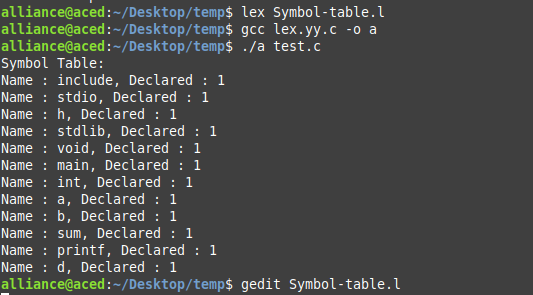 alliance@aced:~/Desktop/temp$ lex Symbol-table.l
alliance@aced:~/Desktop/temp$ gcc lex.yy.c -o a
alliance@aced:~/Desktop/temp$ ./a test.c
Symbol Table:
Name : include, Declared : 1
Name : stdio, Declared : 1
Name : h, Declared : 1
Name : stdlib, Declared : 1
Name : void, Declared : 1
Name : main, Declared : 1
Name : int, Declared : 1
Name : a, Declared : 1
Name : b, Declared : 1
Name : sum, Declared : 1
Name : printf, Declared : 1
Name : d, Declared : 1
alliance@aced:~/Desktop/temp$ gedit Symbol-table.l